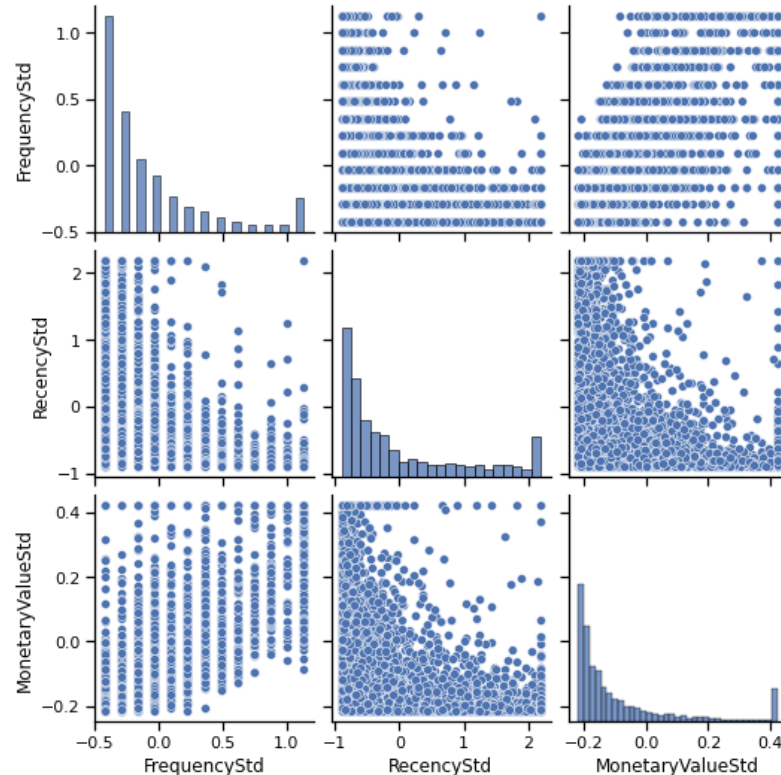 FrequencyStd
1.0
0.5
0.0
−0.5
RecencyStd
2
1
0
−1
MonetaryValueStd
0.4
0.2
0.0
−0.2
−0.5 0.0 0.5 1.0
−1 0 1 2
−0.2 0.0 0.2 0.4
FrequencyStd
RecencyStd
MonetaryValueStd